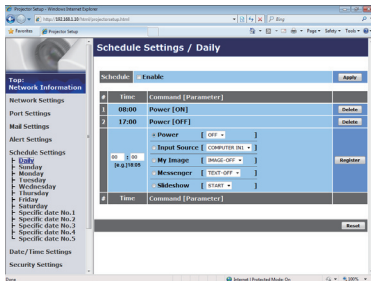 Projector Setup - Windows Internet Explorer
http://192.168.1.10/html/projectorsetup.html
Bing
Favorites Projector Setup
Page Safety Tools
Schedule Settings / Daily
Top:
Network Information
Network Settings
Port Settings
Mail Settings
Alert Settings
Schedule Settings
Daily
Sunday
Monday
Tuesday
Wednesday
Thursday
Friday
Saturday
Specific date No.1
Specific date No.2
Specific date No.3
Specific date No.4
Specific date No.5
Date/Time Settings
Security Settings
Schedule Enable Apply
# Time Command [Parameter]
1 08:00 Power [ON] Delete
2 17:00 Power [OFF] Delete
Power [ OFF ]
Input Source [ COMPUTER IN1 ]
00 : 00 My Image [ IMAGE-OFF ] Register
[e.g.]18:05
Messenger [ TEXT-OFF ]
Slideshow [ START ]
# Time Command [Parameter]
Reset
Done Internet | Protected Mode: On 100%